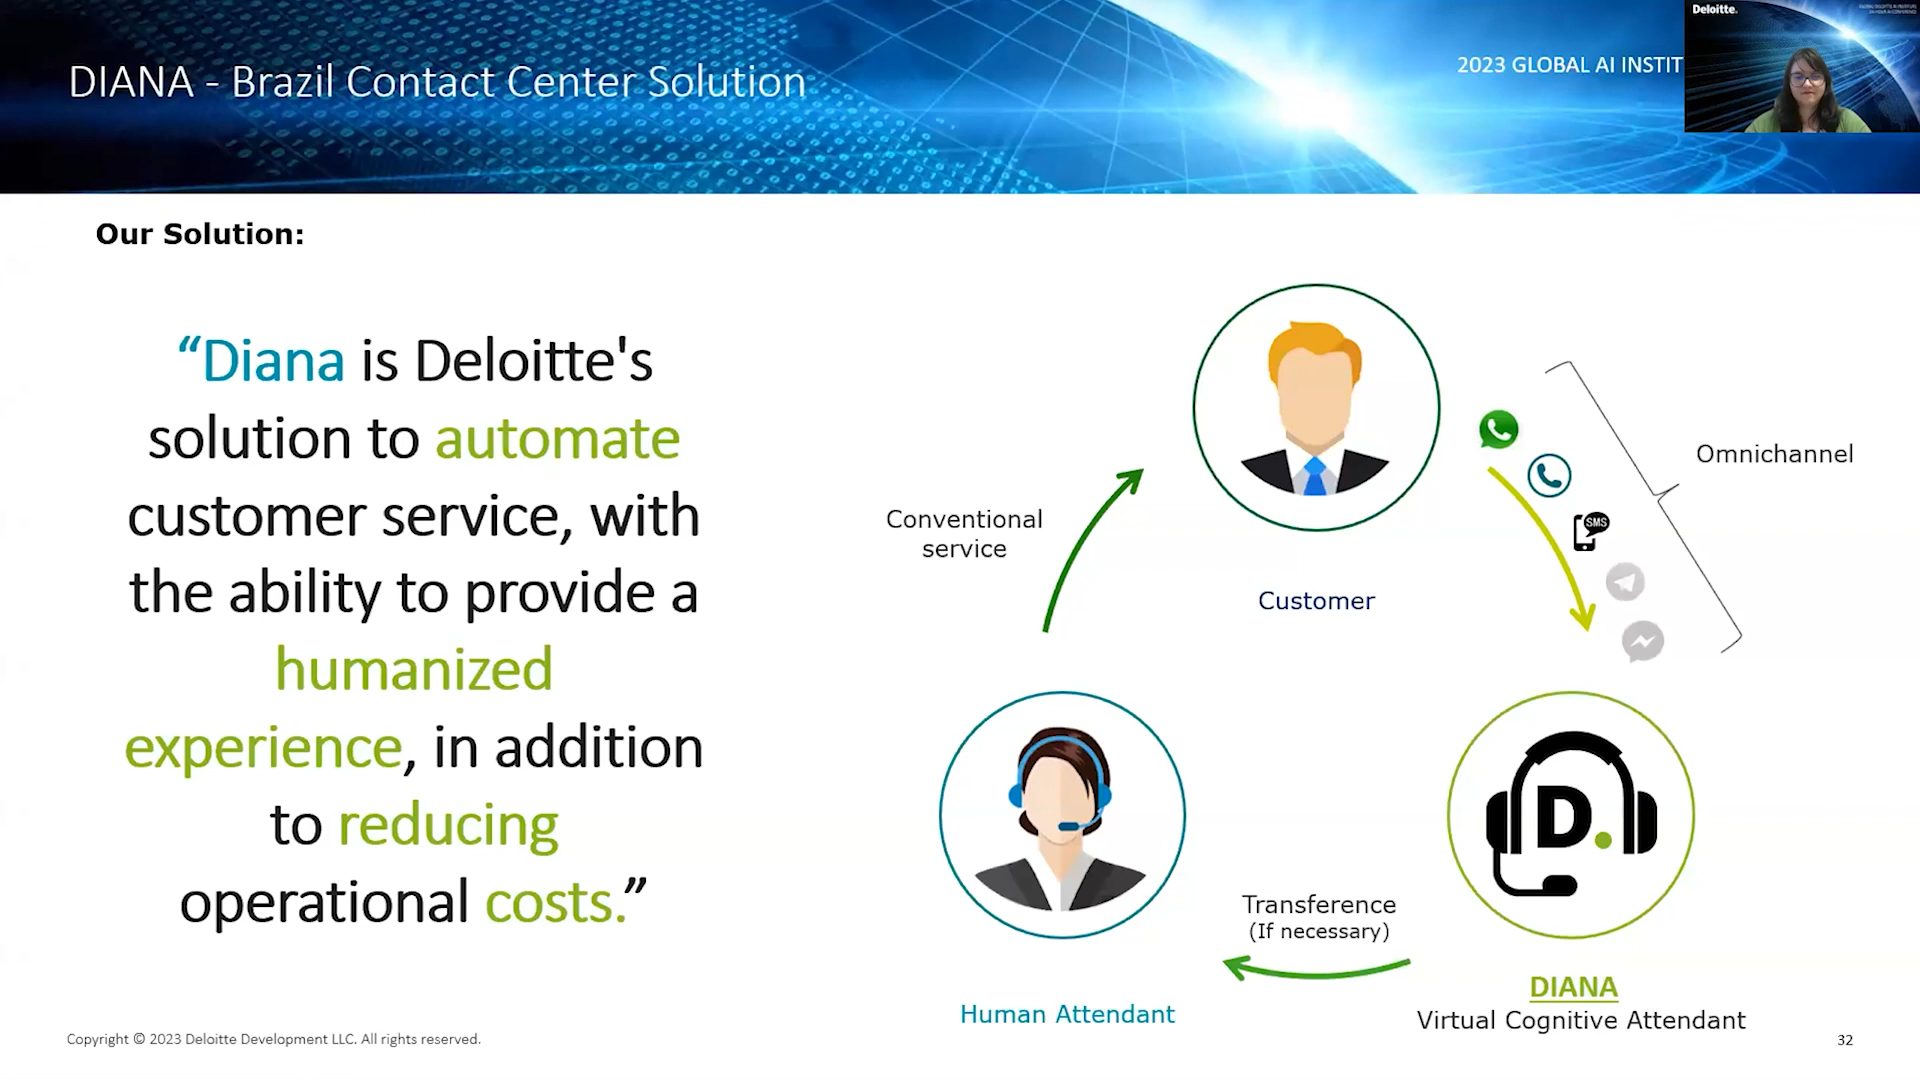 DIANA - Brazil Contact Center Solution
2023 GLOBAL AI INSTIT
Deloitte.
Our Solution:
“Diana is Deloitte's
solution to automate
customer service, with
the ability to provide a
humanized
experience, in addition
to reducing
operational costs.”
Omnichannel
SMS
Conventional
service
Customer
D.
Transference
(If necessary)
Human Attendant
DIANA
Virtual Cognitive Attendant
Copyright © 2023 Deloitte Development LLC. All rights reserved.
32